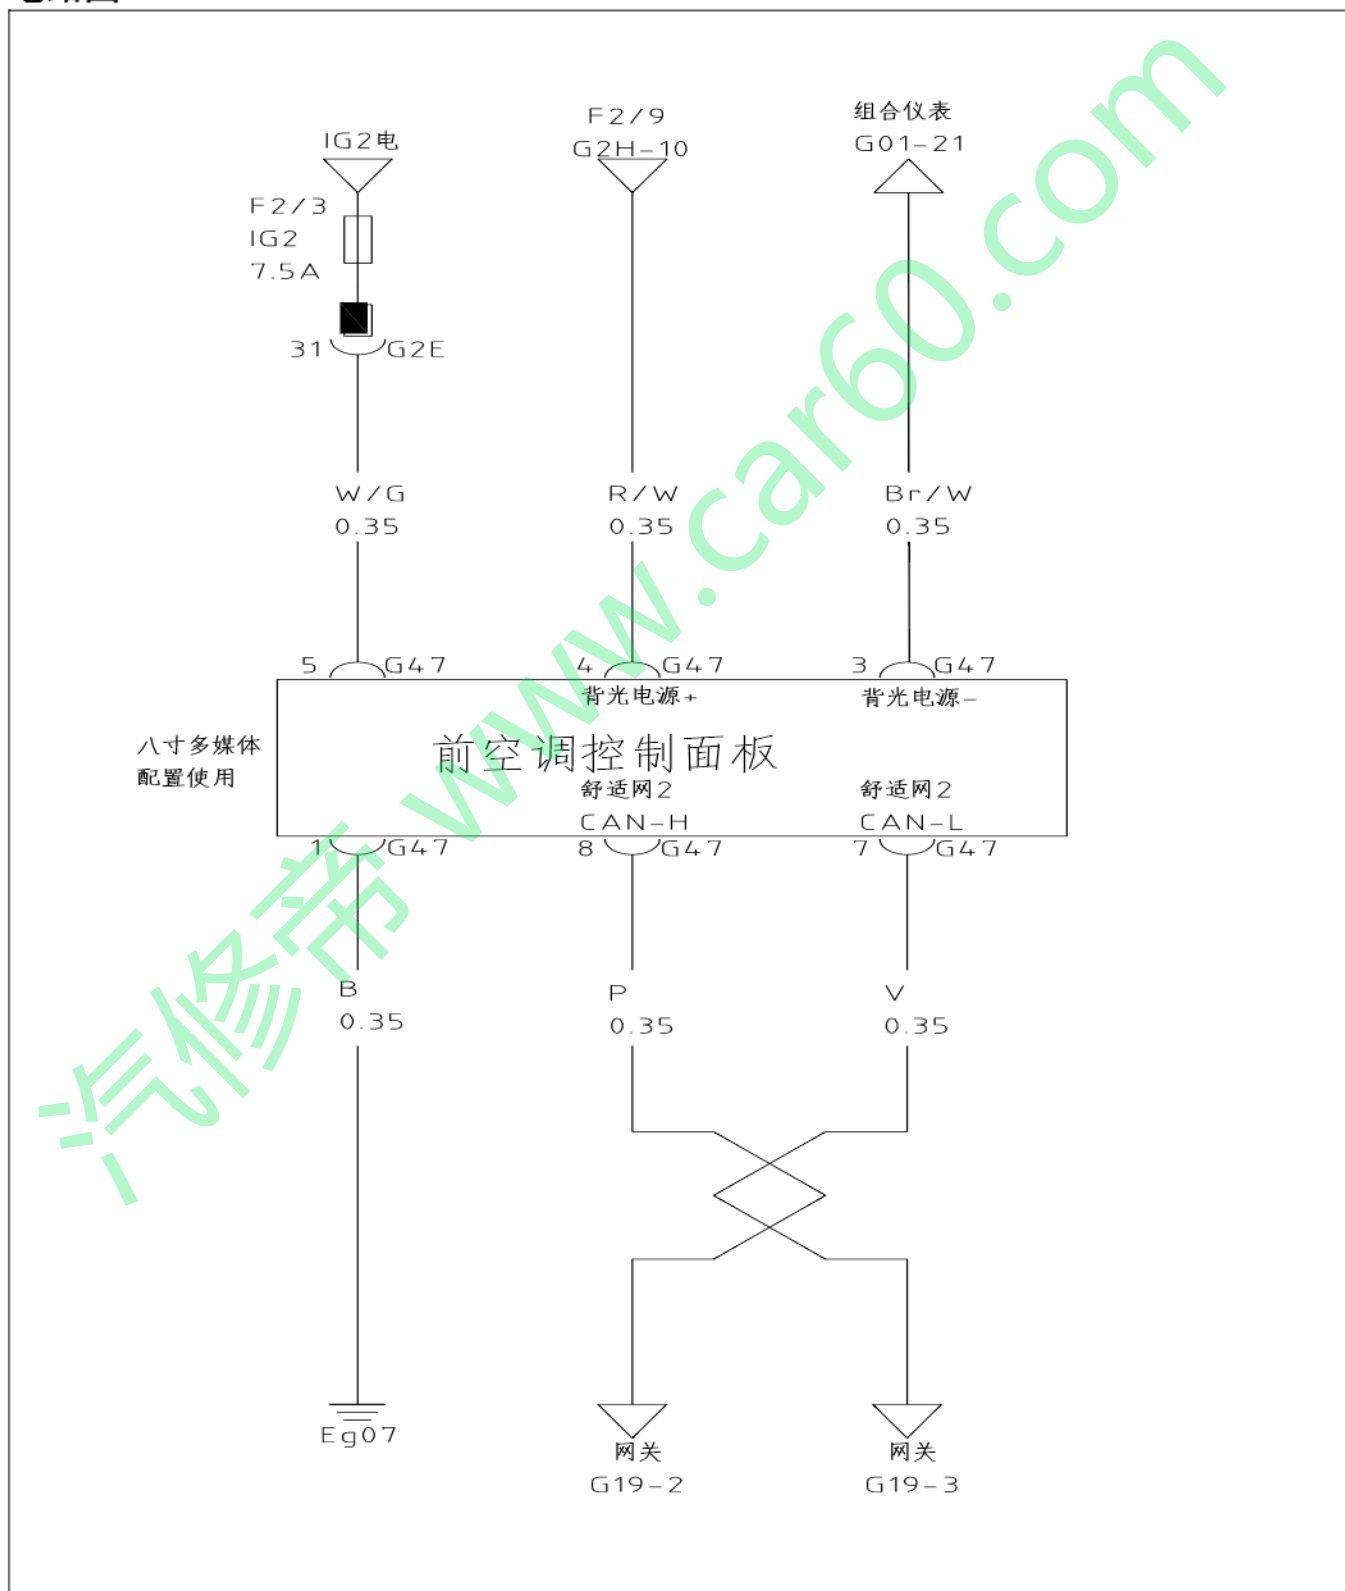 IG2电
F2/9
G2H-10
组合仪表
G01-21
F2/3
IG2
7.5A
31 G2E
W/G
0.35
R/W
0.35
Br/W
0.35
5 G47
4 G47
3 G47
背光电源+
背光电源-
八寸多媒体
配置使用
前空调控制面板
舒适网2
CAN-H
舒适网2
CAN-L
1 G47
8 G47
7 G47
B
0.35
P
0.35
V
0.35
Eg07
网关
G19-2
网关
G19-3
汽修帝 www.car60.com